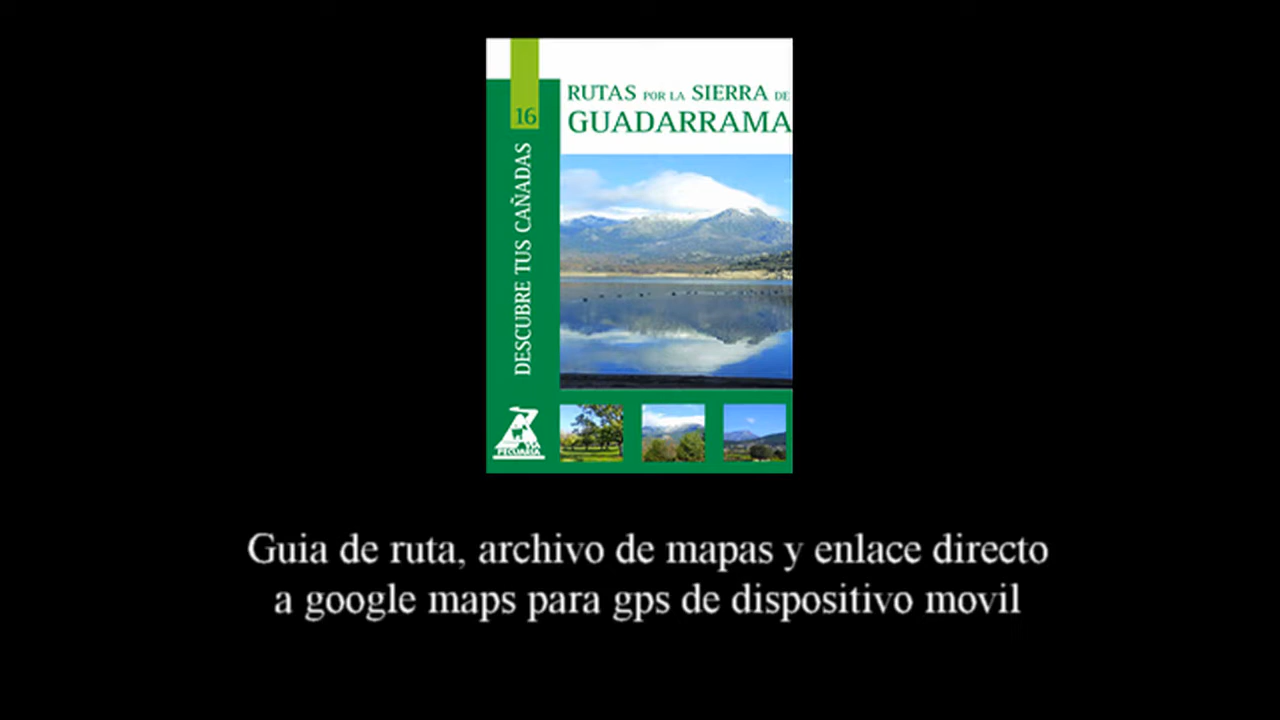 RUTAS POR LA SIERRA DE
GUADARRAMA
16
DESCUBRE TUS CAÑADAS
PECUARIA
Guia de ruta, archivo de mapas y enlace directo
a google maps para gps de dispositivo movil